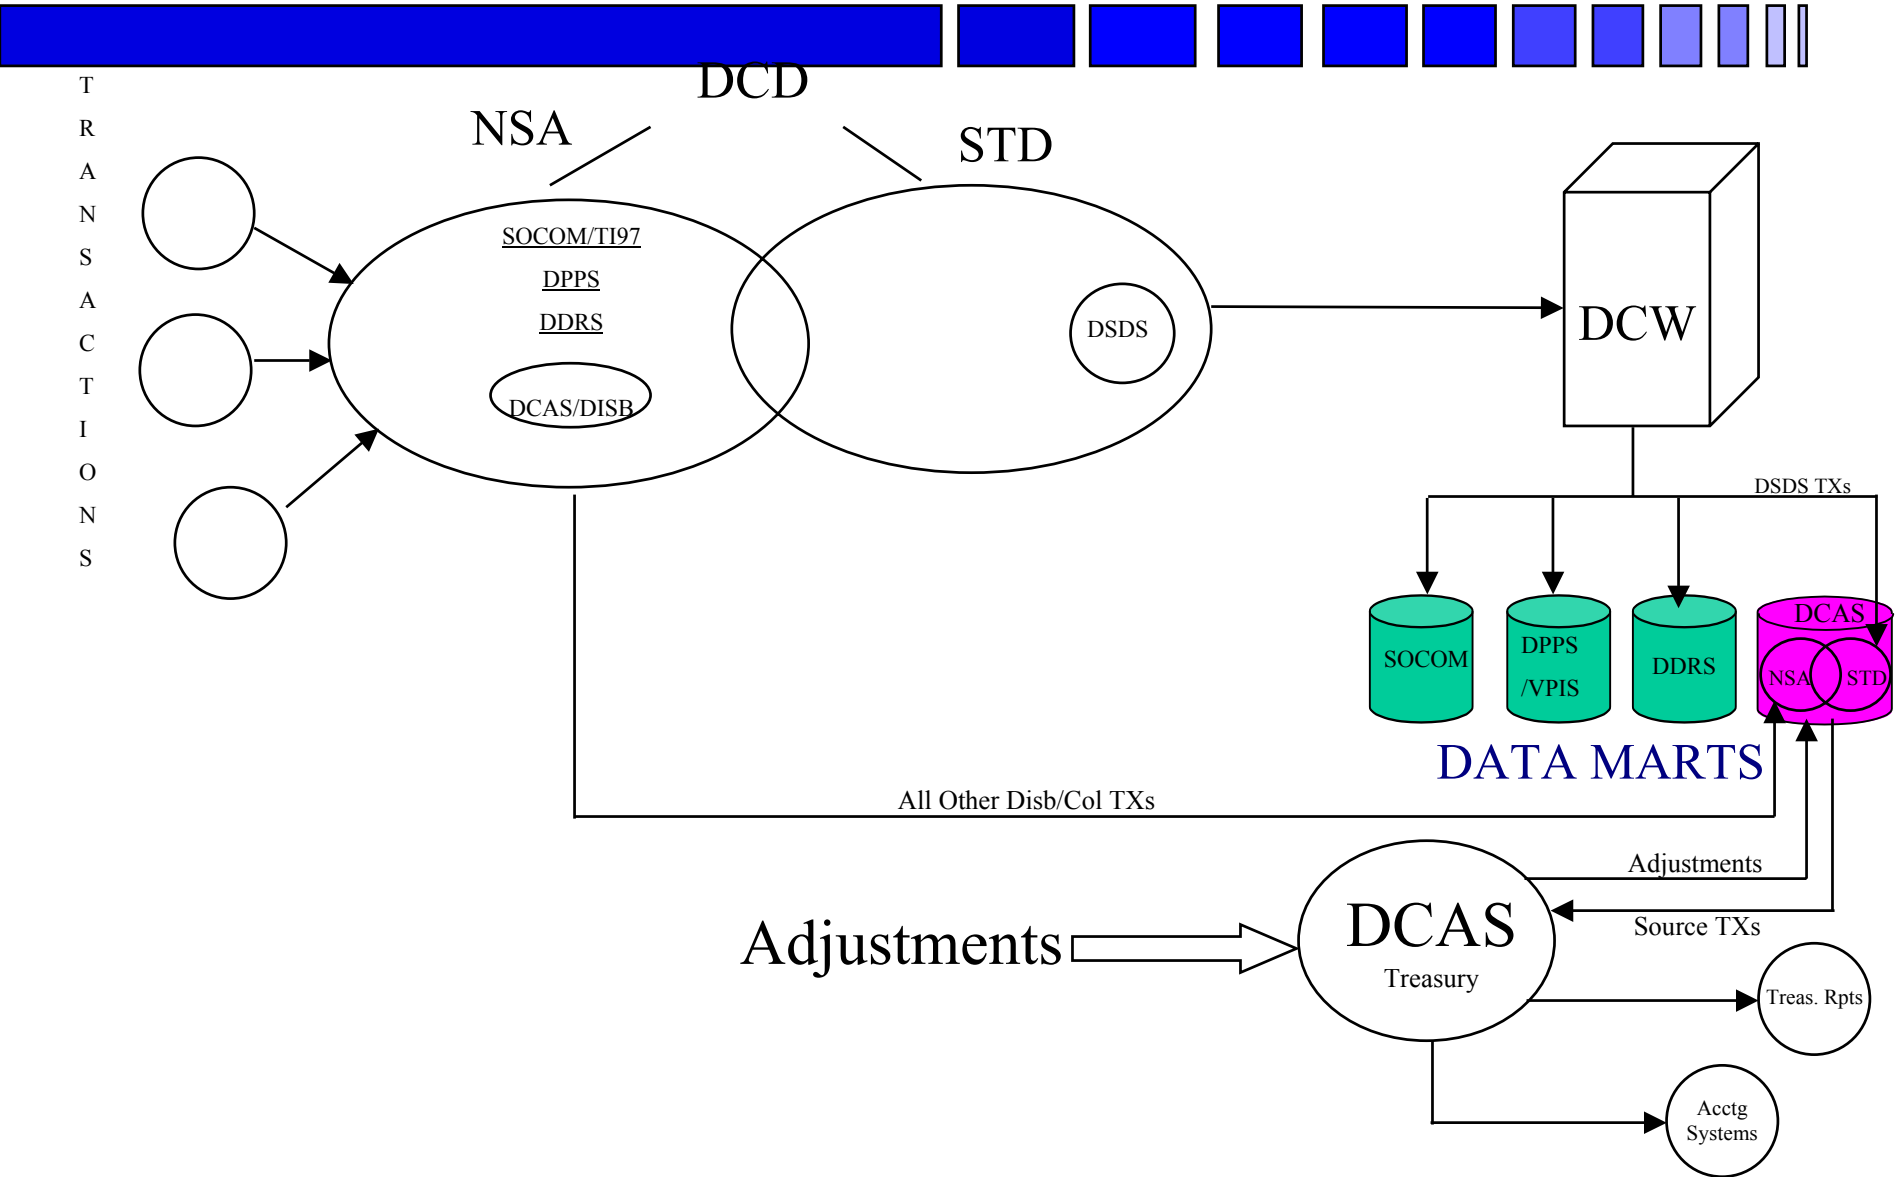 DCD
NSA
STD
T
R
A
N
S
A
C
T
I
O
N
S
SOCOM/TI97
DPPS
DDRS
DCAS/DISB
DSDS
DCW
DSDS TXs
SOCOM
DPPS
/VPIS
DDRS
DCAS
NSA
STD
DATA MARTS
All Other Disb/Col TXs
Adjustments
Source TXs
Adjustments
DCAS
Treasury
Treas. Rpts
Acctg
Systems